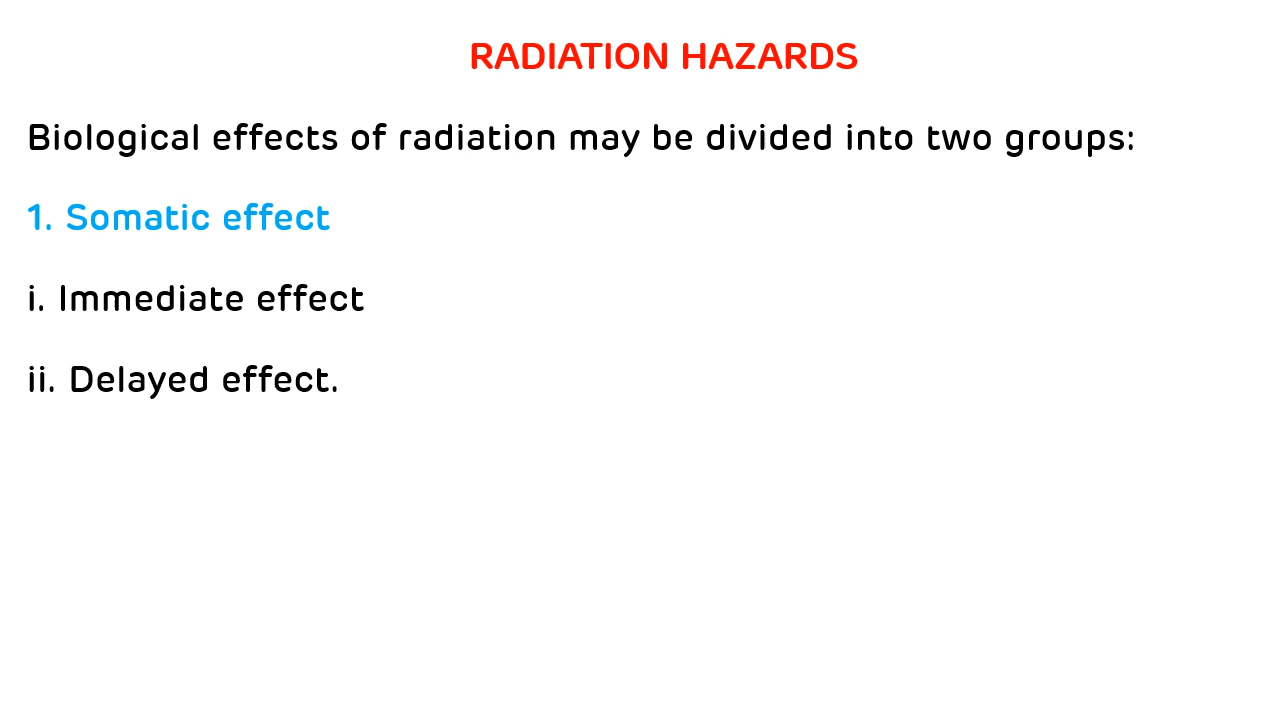 RADIATION HAZARDS
Biological effects of radiation may be divided into two groups:
1. Somatic effect
i. Immediate effect
ii. Delayed effect.